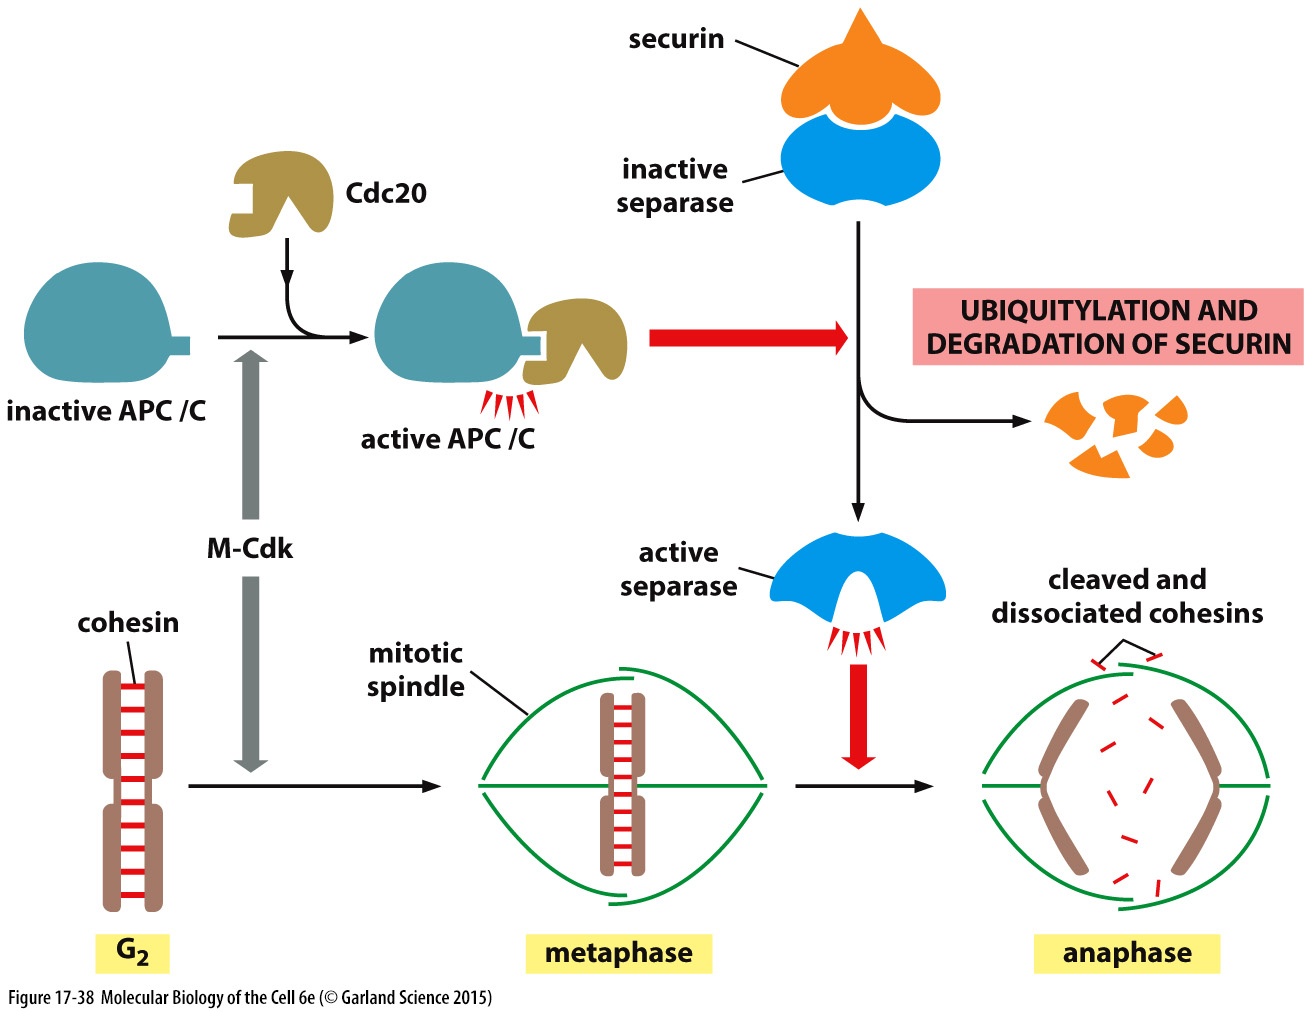 securin
inactive
separase
Cdc20
UBIQUITYLATION AND
DEGRADATION OF SECURIN
inactive APC /C
active APC /C
M-Cdk
active
separase
cleaved and
dissociated cohesins
cohesin
mitotic
spindle
G2
metaphase
anaphase
Figure 17-38 Molecular Biology of the Cell 6e (© Garland Science 2015)